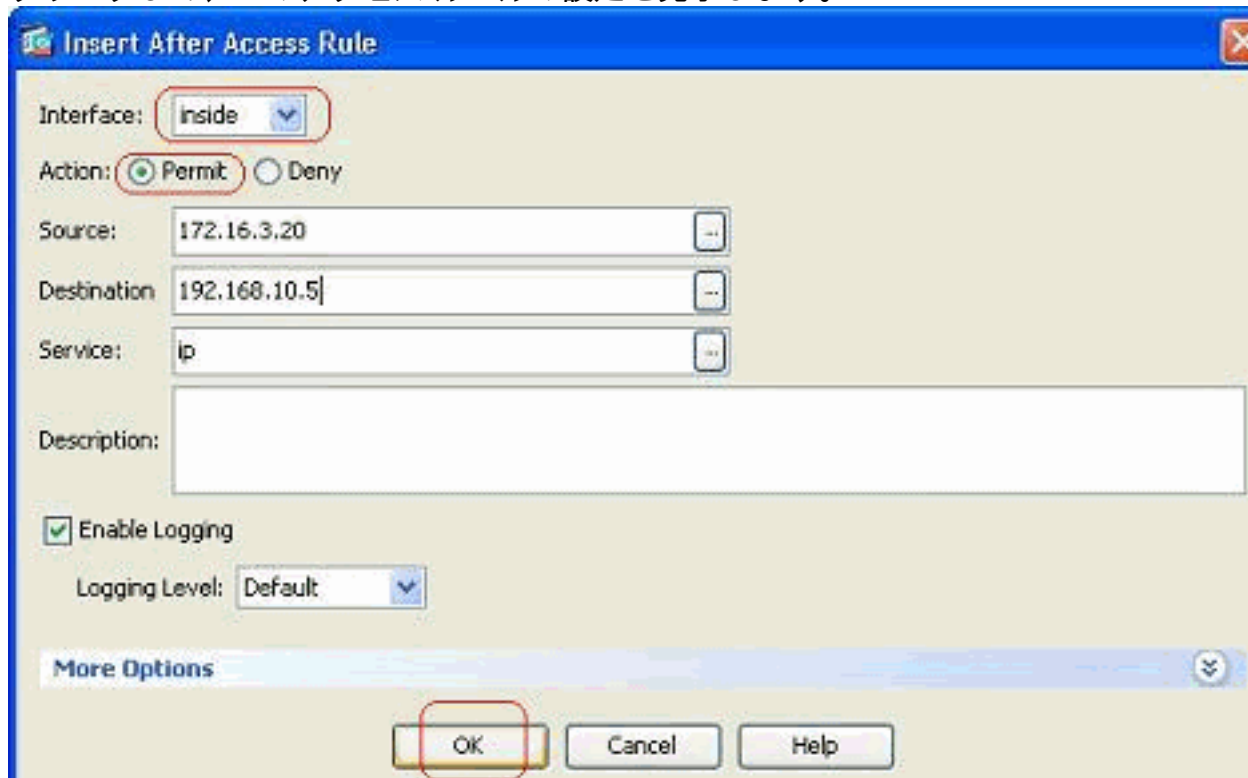 Insert After Access Rule
Interface: inside
Action: Permit Deny
Source: 172.16.3.20 ...
Destination 192.168.10.5 ...
Service: ip ...
Description:
Enable Logging
Logging Level: Default
More Options
OK Cancel Help